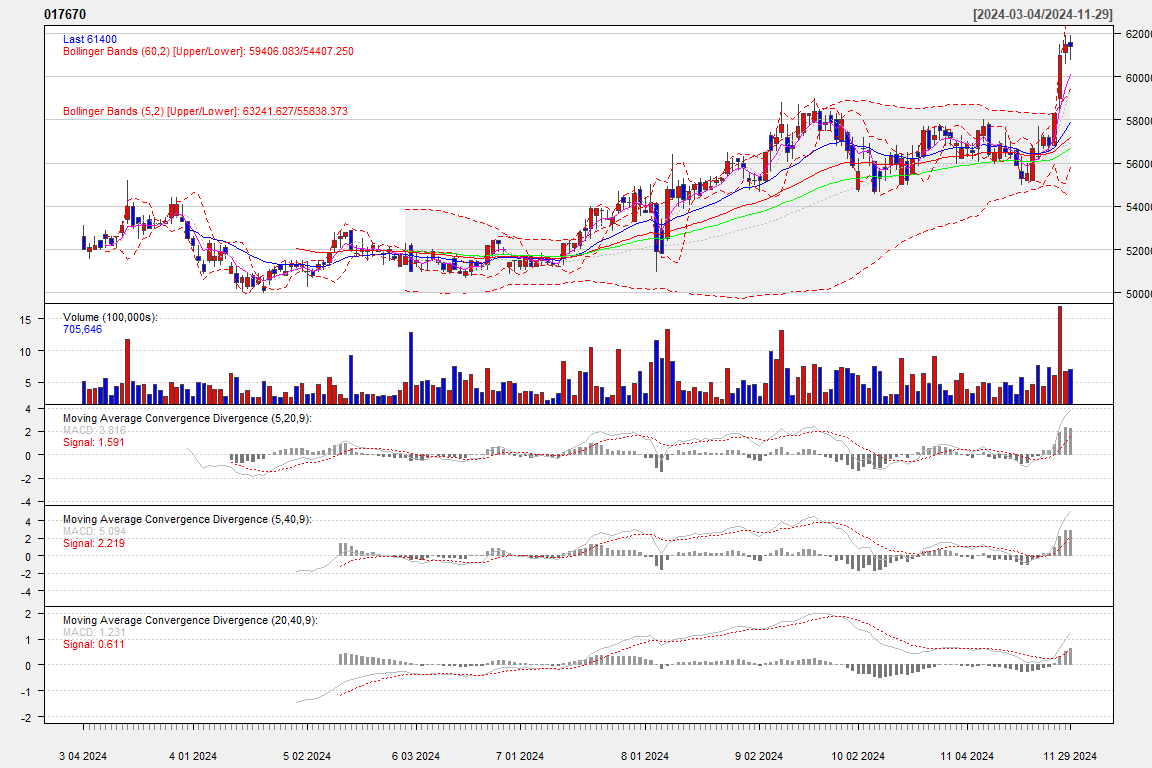 017670 [2024-03-04/2024-11-29]
Last 61400
Bollinger Bands (60,2) [Upper/Lower]: 59406.083/54407.250
Bollinger Bands (5,2) [Upper/Lower]: 63241.627/55838.373
62000
60000
58000
56000
54000
52000
50000
Volume (100,000s):
705,646
15
10
5
Moving Average Convergence Divergence (5,20,9):
MACD: 3.816
Signal: 1.591
4
2
0
-2
-4
Moving Average Convergence Divergence (5,40,9):
MACD: 5.094
Signal: 2.219
4
2
0
-2
-4
Moving Average Convergence Divergence (20,40,9):
MACD: 1.231
Signal: 0.611
2
1
0
-1
-2
3 04 2024 4 01 2024 5 02 2024 6 03 2024 7 01 2024 8 01 2024 9 02 2024 10 02 2024 11 04 2024 11 29 2024